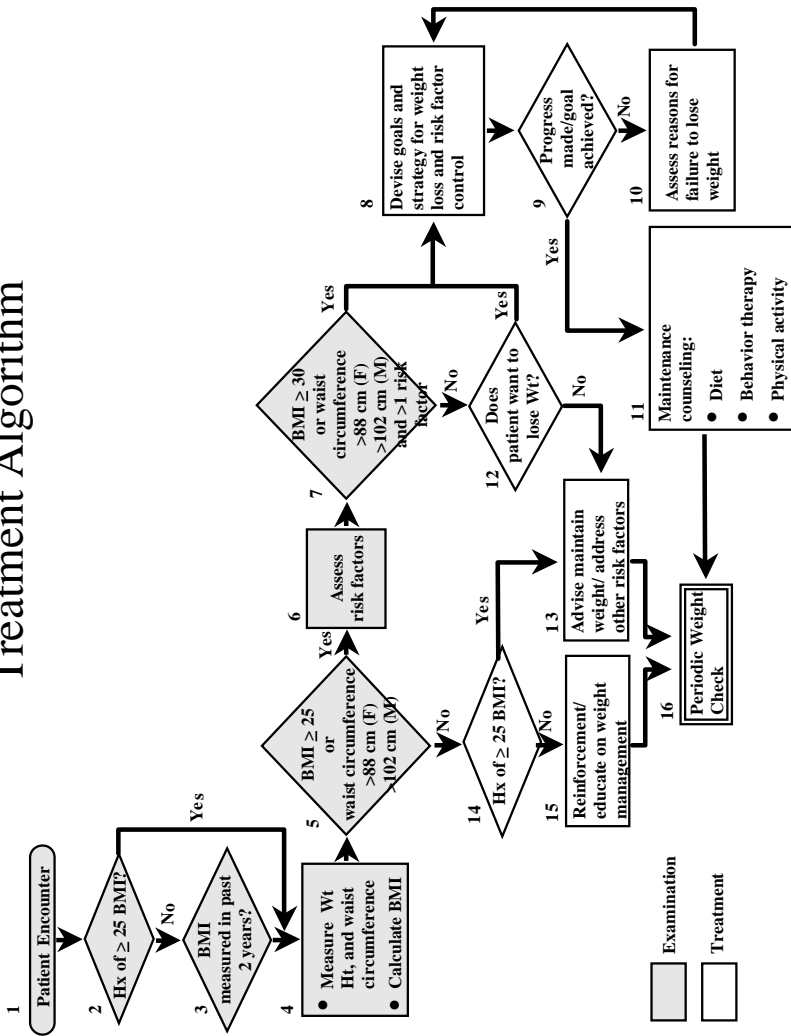 Treatment Algorithm
1
Patient Encounter
2
Hx of ≥ 25 BMI?
Yes
No
3
BMI
measured in past
2 years?
4
● Measure Wt
Ht, and waist
circumference
● Calculate BMI
5
BMI ≥ 25
or
waist circumference
>88 cm (F)
>102 cm (M)
Yes
No
6
Assess
risk factors
7
BMI ≥ 30
or waist
circumference
>88 cm (F)
>102 cm (M)
and >1 risk
factor
Yes
No
8
Devise goals and
strategy for weight
loss and risk factor
control
9
Progress
made/goal
achieved?
Yes
No
10
Assess reasons for
failure to lose
weight
11
Maintenance
counseling:
● Diet
● Behavior therapy
● Physical activity
12
Does
patient want to
lose Wt?
Yes
No
13
Advise maintain
weight/ address
other risk factors
14
Hx of ≥ 25 BMI?
Yes
No
15
Reinforcement/
educate on weight
management
16
Periodic Weight
Check
Examination
Treatment